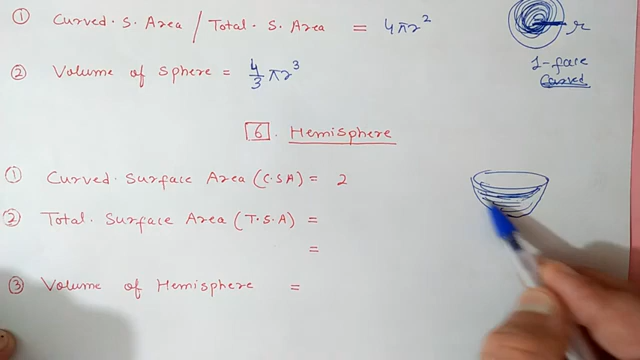 ① Curved. S. Area / Total. S. Area = 4πr²
r
② Volume of Sphere = 4/3 πr³
1-face
Curved
6. Hemisphere
① Curved. Surface Area (C.SA) = 2
② Total. Surface Area (T.S.A) =
=
③ Volume of Hemisphere =